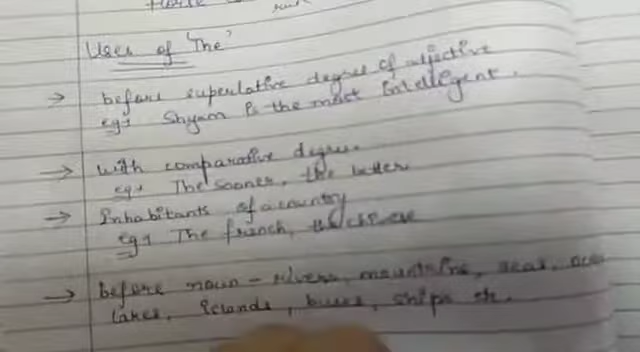 Uses of 'The'
→ before superlative degree of adjective
eg:- Shyam is the most Intelligent.
→ With comparative degree.
eg:- The sooner, the better
→ Inhabitants of a country
Eg:- The french, the chinese
→ before noun - rivers, mountains, seas,
lakes, Islands, buses, ships etc.